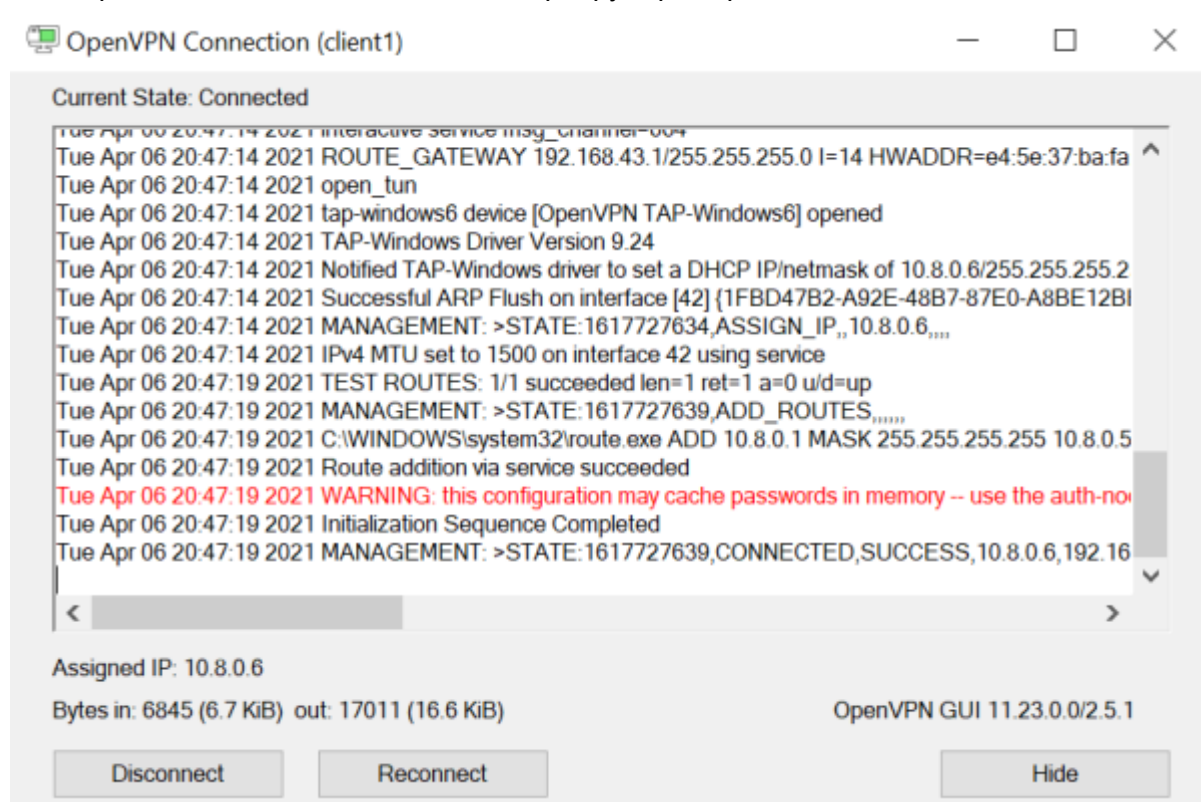 OpenVPN Connection (client1)
Current State: Connected
Tue Apr 06 20:47:14 2021 interactive service msg_channel=664
Tue Apr 06 20:47:14 2021 ROUTE_GATEWAY 192.168.43.1/255.255.255.0 I=14 HWADDR=e4:5e:37:ba:fa
Tue Apr 06 20:47:14 2021 open_tun
Tue Apr 06 20:47:14 2021 tap-windows6 device [OpenVPN TAP-Windows6] opened
Tue Apr 06 20:47:14 2021 TAP-Windows Driver Version 9.24
Tue Apr 06 20:47:14 2021 Notified TAP-Windows driver to set a DHCP IP/netmask of 10.8.0.6/255.255.255.2
Tue Apr 06 20:47:14 2021 Successful ARP Flush on interface [42] {1FBD47B2-A92E-48B7-87E0-A8BE12BI
Tue Apr 06 20:47:14 2021 MANAGEMENT: >STATE:1617727634,ASSIGN_IP,,10.8.0.6,,,,
Tue Apr 06 20:47:14 2021 IPv4 MTU set to 1500 on interface 42 using service
Tue Apr 06 20:47:19 2021 TEST ROUTES: 1/1 succeeded len=1 ret=1 a=0 u/d=up
Tue Apr 06 20:47:19 2021 MANAGEMENT: >STATE:1617727639,ADD_ROUTES,,,,,,
Tue Apr 06 20:47:19 2021 C:\WINDOWS\system32\route.exe ADD 10.8.0.1 MASK 255.255.255.255 10.8.0.5
Tue Apr 06 20:47:19 2021 Route addition via service succeeded
Tue Apr 06 20:47:19 2021 WARNING: this configuration may cache passwords in memory -- use the auth-no
Tue Apr 06 20:47:19 2021 Initialization Sequence Completed
Tue Apr 06 20:47:19 2021 MANAGEMENT: >STATE:1617727639,CONNECTED,SUCCESS,10.8.0.6,192.16
Assigned IP: 10.8.0.6
Bytes in: 6845 (6.7 KiB) out: 17011 (16.6 KiB)
OpenVPN GUI 11.23.0.0/2.5.1
Disconnect
Reconnect
Hide